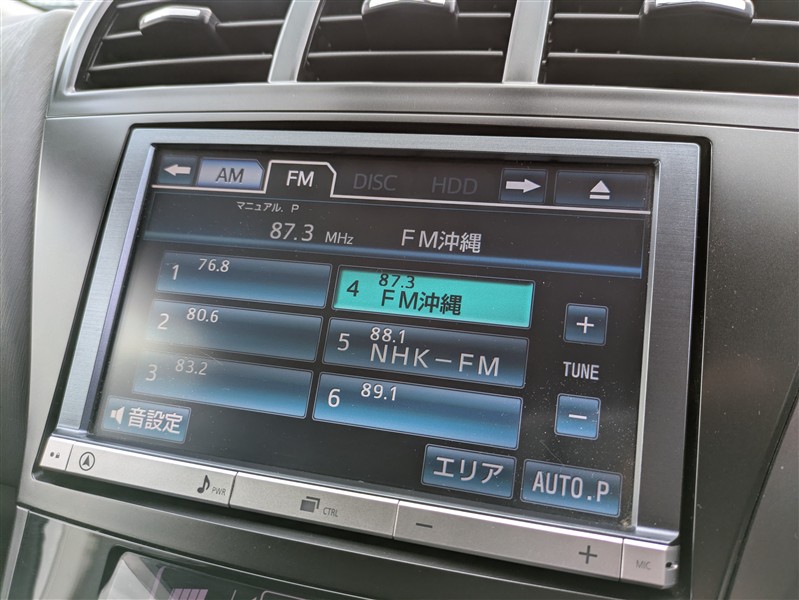 AM FM DISC HDD
マニュアル. P
87.3 MHz FM沖縄
1 76.8
2 80.6
3 83.2
4 87.3
FM沖縄
5 88.1
NHK-FM
6 89.1
+
TUNE
-
音設定
エリア
AUTO.P
PWR
CTRL
- +
MIC